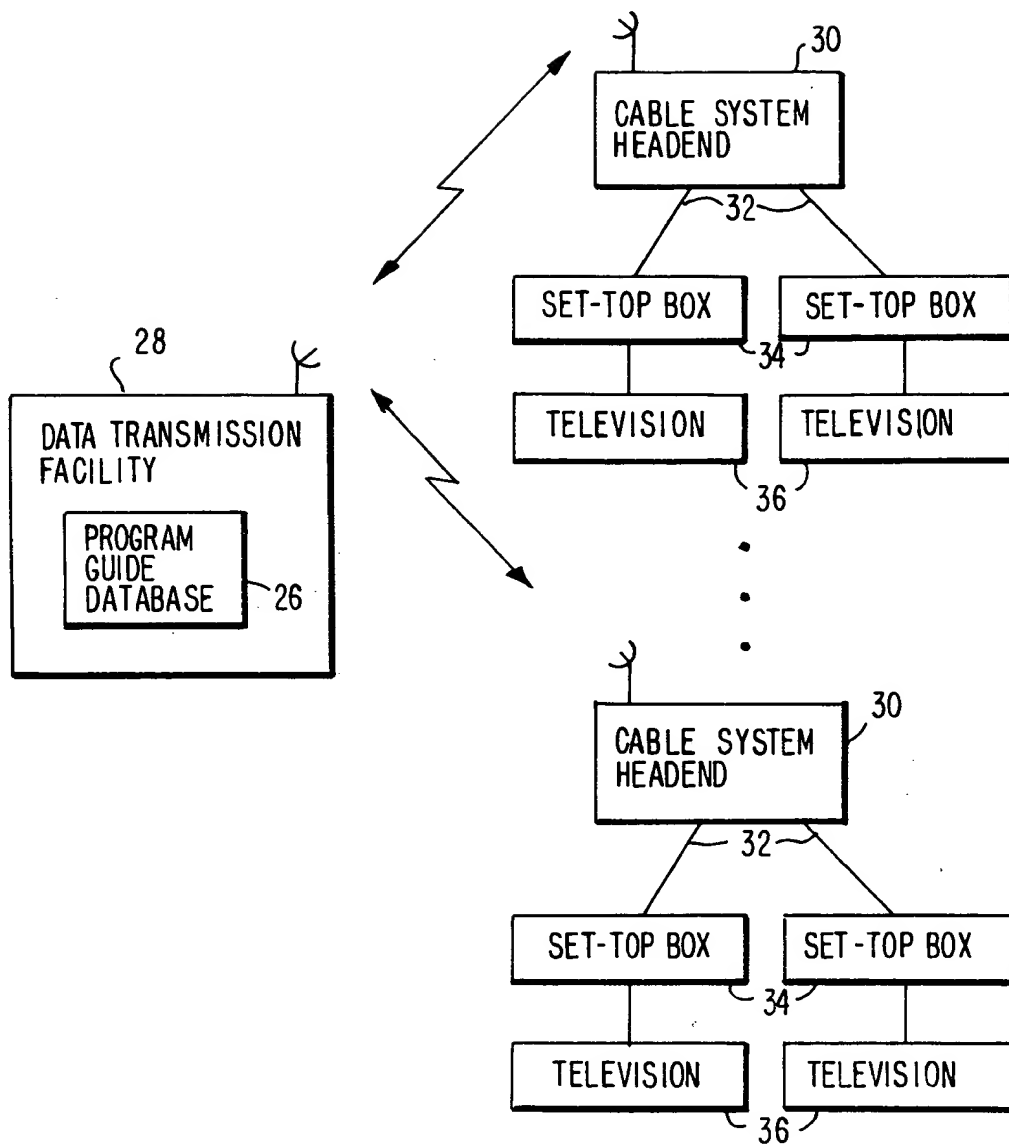 30
CABLE SYSTEM
HEADEND
32
SET-TOP BOX
SET-TOP BOX
34
TELEVISION
TELEVISION
36
28
DATA TRANSMISSION
FACILITY
PROGRAM
GUIDE
DATABASE
26
30
CABLE SYSTEM
HEADEND
32
SET-TOP BOX
SET-TOP BOX
34
TELEVISION
TELEVISION
36